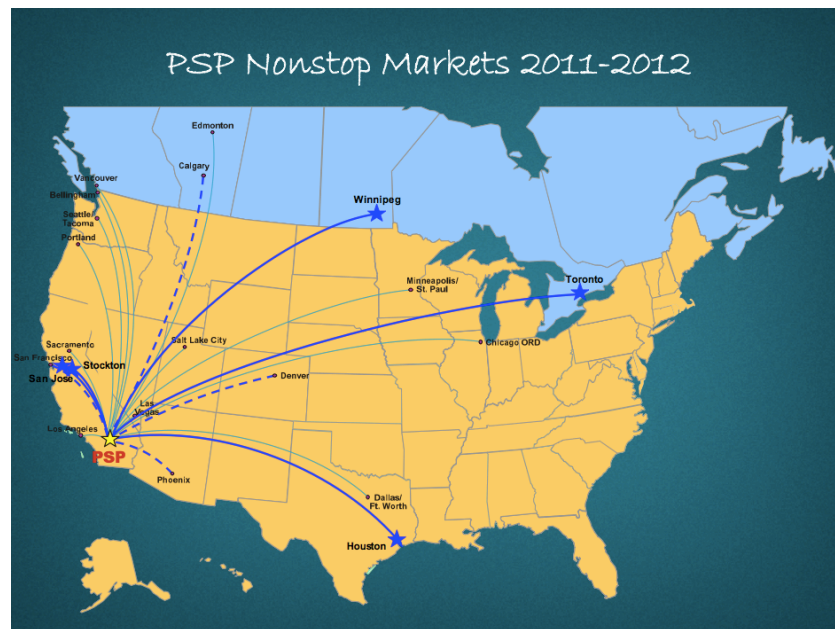 PSP Nonstop Markets 2011-2012
Edmonton
Calgary
Vancouver
Bellingham
Seattle/
Tacoma
Portland
Winnipeg
Toronto
Minneapolis/
St. Paul
Sacramento
San Francisco
Stockton
San Jose
Salt Lake City
Chicago ORD
Denver
Las
Vegas
Los Angeles
PSP
Phoenix
Dallas/
Ft. Worth
Houston